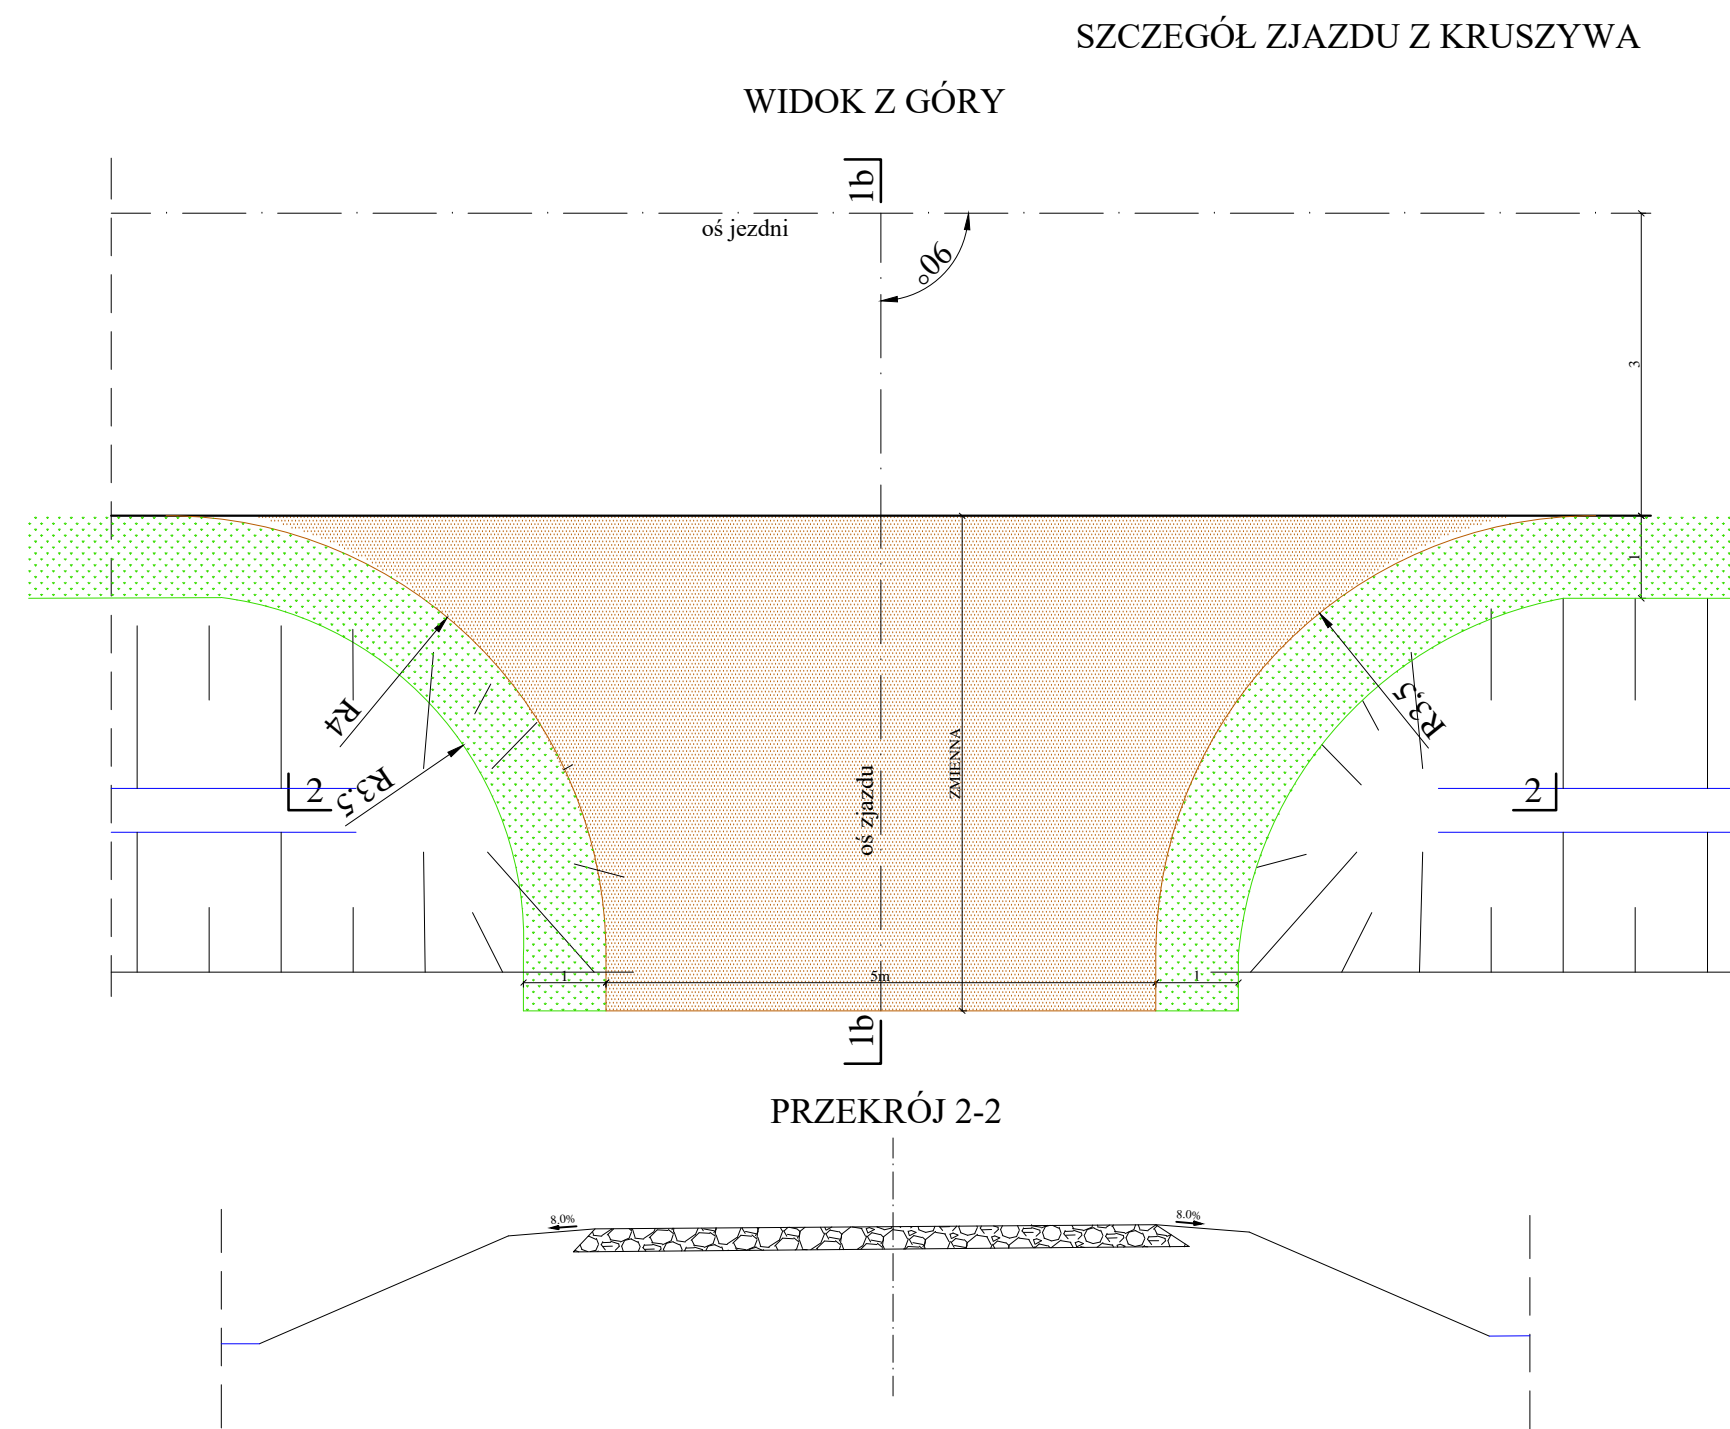 SZCZEGÓŁ ZJAZDU Z KRUSZYWA
WIDOK Z GÓRY
1b
oś jezdni
90°
3
1
R4
R3.5
R3,5
2
2
ZMIENNA
oś zjazdu
1
5m
1
1b
PRZEKRÓJ 2-2
8.0%
8.0%